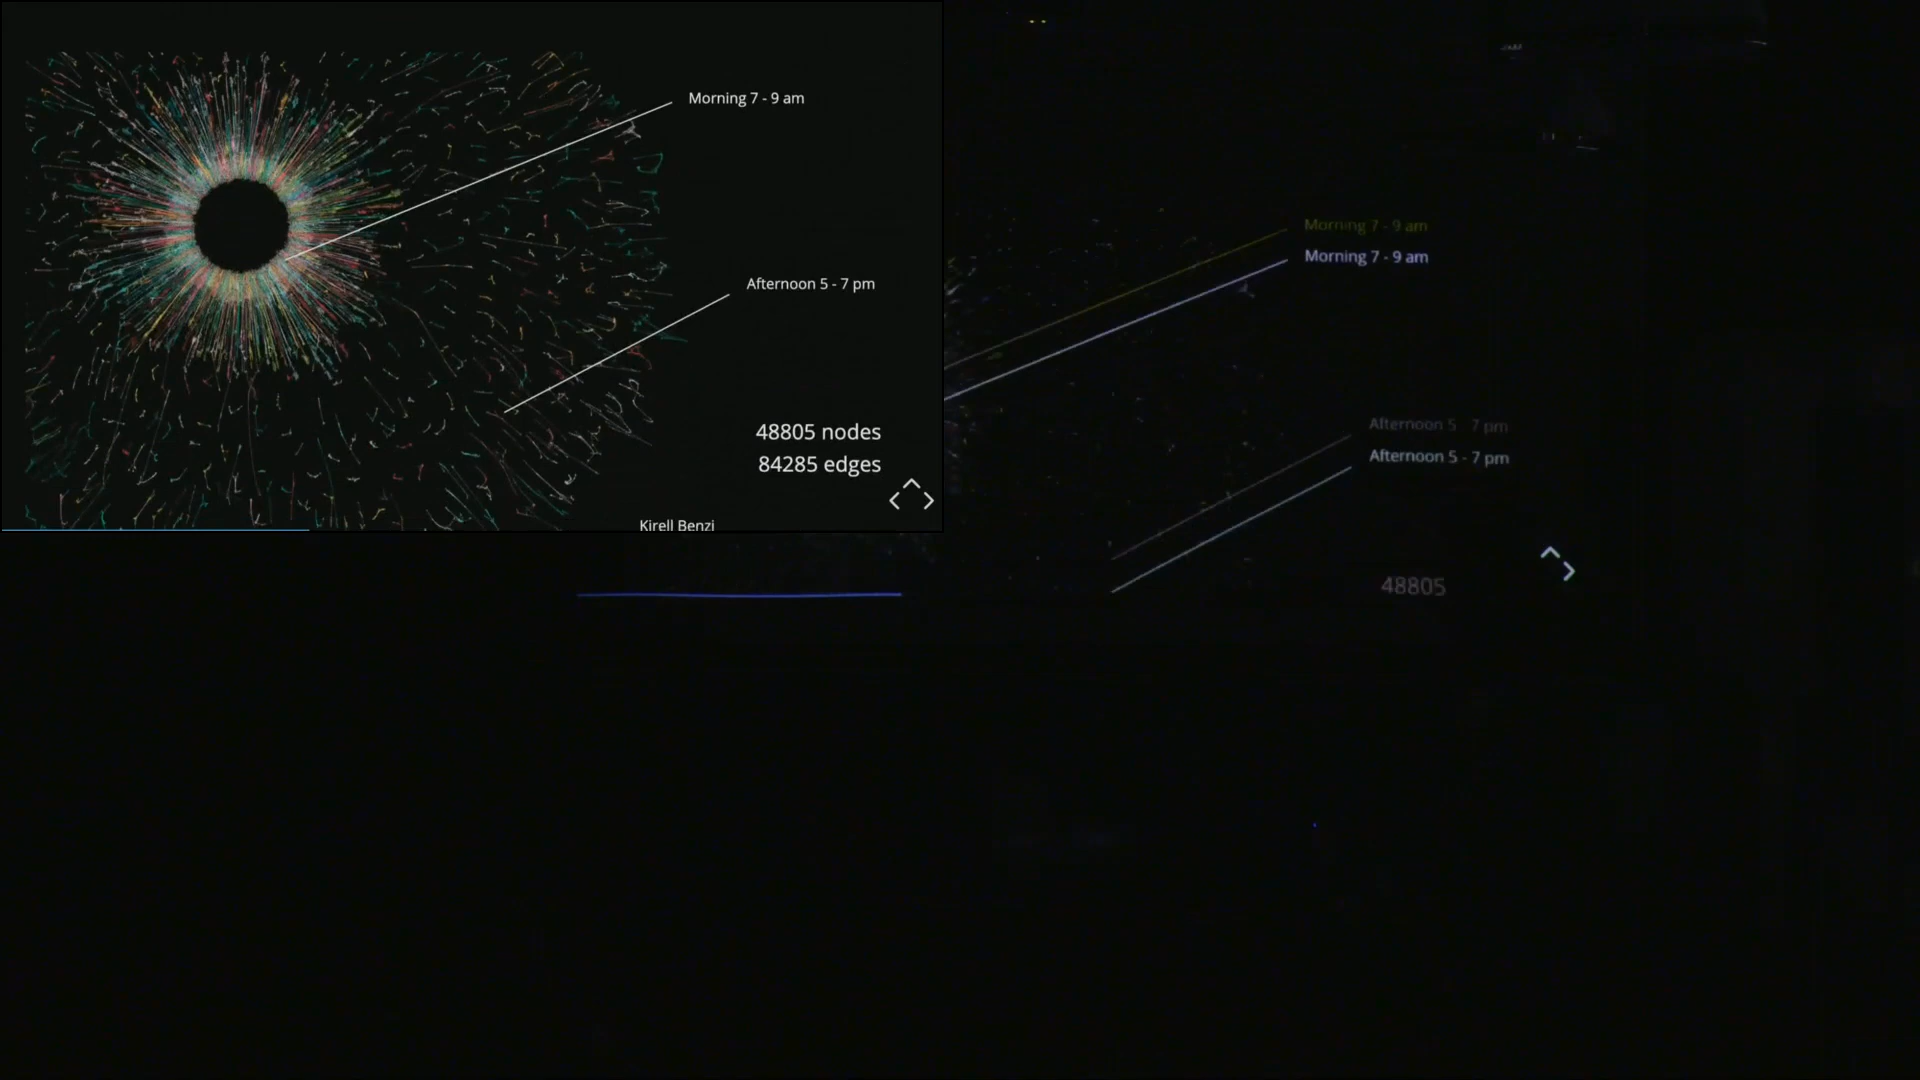 Morning 7 - 9 am
Afternoon 5 - 7 pm
48805 nodes
84285 edges
Kirell Benzi
Morning 7 - 9 am
Morning 7 - 9 am
Afternoon 5 - 7 pm
Afternoon 5 - 7 pm
48805